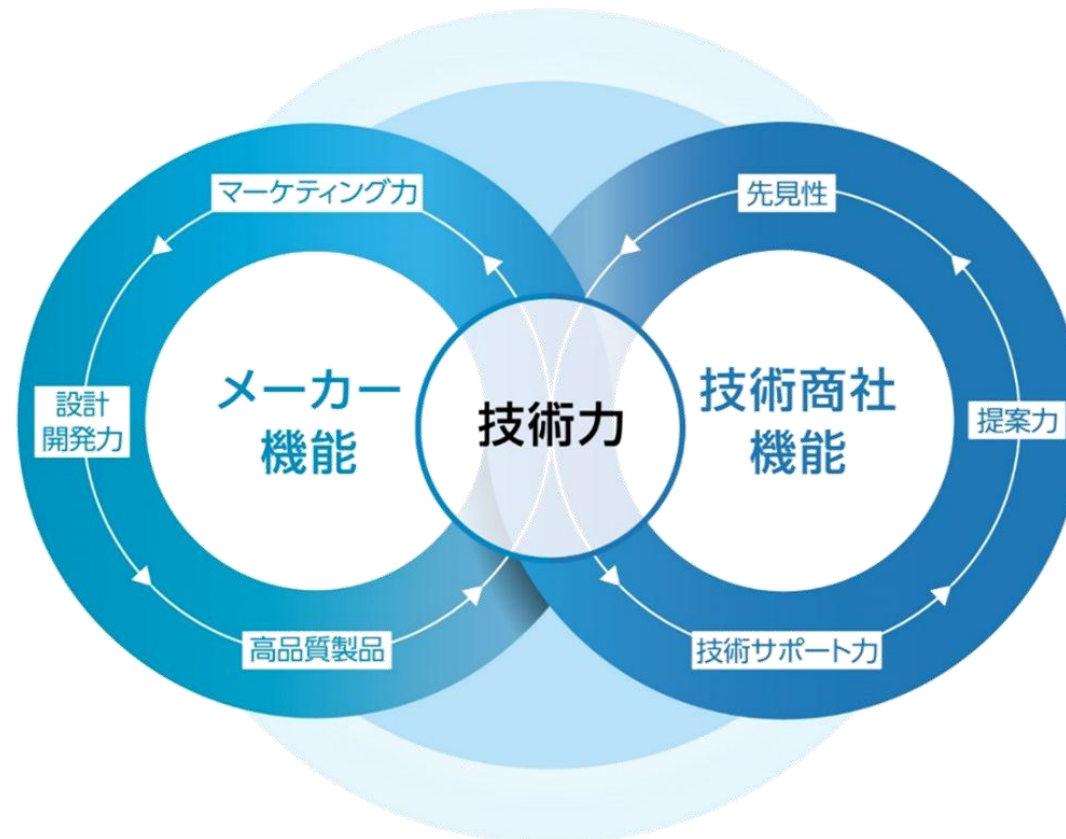 マーケティング力
設計
開発力
高品質製品
メーカー
機能
技術力
技術商社
機能
先見性
提案力
技術サポート力